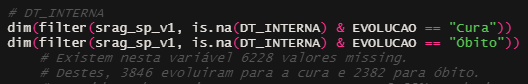 # DT_INTERNA
dim(filter(srag_sp_v1, is.na(DT_INTERNA) & EVOLUCAO == "Cura"))
dim(filter(srag_sp_v1, is.na(DT_INTERNA) & EVOLUCAO == "Óbito"))
# Existem nesta variável 6228 valores missing.
# Destes, 3846 evoluiram para a cura e 2382 para óbito.